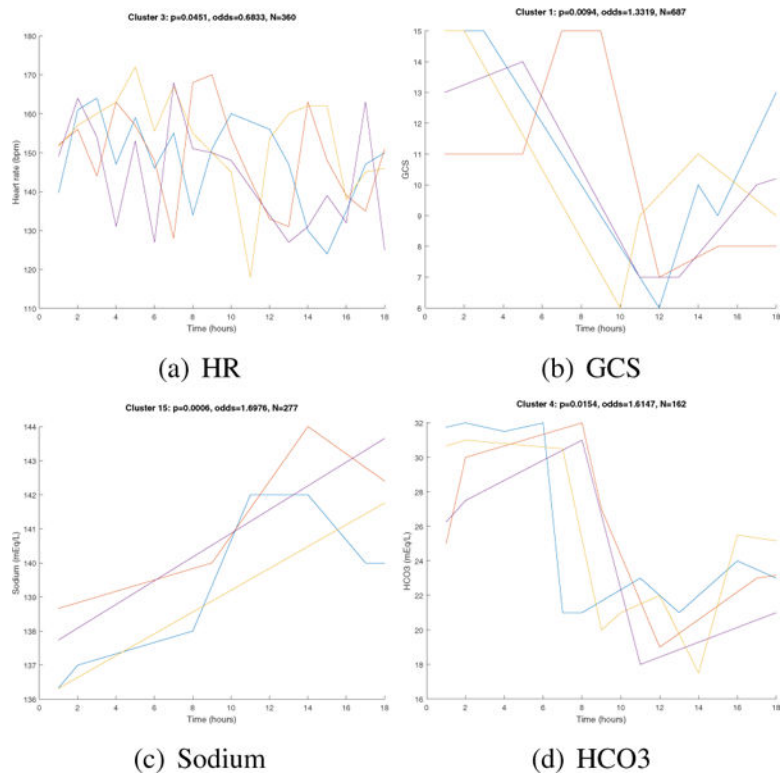 Cluster 3: p=0.0451, odds=0.6833, N=360
180
170
160
150
140
130
120
110
Heart rate (bpm)
0 2 4 6 8 10 12 14 16 18
Time (hours)
(a) HR
Cluster 1: p=0.0094, odds=1.3319, N=687
15
14
13
12
11
10
9
8
7
6
GCS
0 2 4 6 8 10 12 14 16 18
Time (hours)
(b) GCS
Cluster 15: p=0.0006, odds=1.6976, N=277
144
143
142
141
140
139
138
137
136
Sodium (mEq/L)
0 2 4 6 8 10 12 14 16 18
Time (hours)
(c) Sodium
Cluster 4: p=0.0154, odds=1.6147, N=162
32
30
28
26
24
22
20
18
16
HCO3 (mEq/L)
0 2 4 6 8 10 12 14 16 18
Time (hours)
(d) HCO3